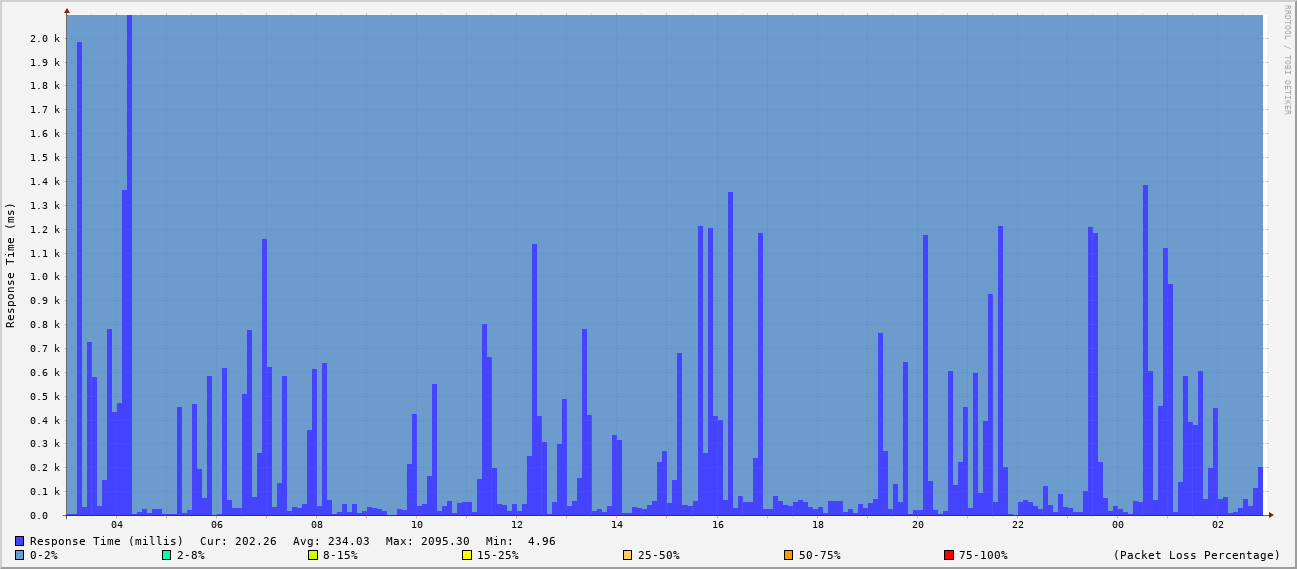 RRDTOOL / TOBI OETIKER
Response Time (ms)
2.0 k
1.9 k
1.8 k
1.7 k
1.6 k
1.5 k
1.4 k
1.3 k
1.2 k
1.1 k
1.0 k
0.9 k
0.8 k
0.7 k
0.6 k
0.5 k
0.4 k
0.3 k
0.2 k
0.1 k
0.0
04 06 08 10 12 14 16 18 20 22 00 02
Response Time (millis) Cur: 202.26 Avg: 234.03 Max: 2095.30 Min: 4.96
0-2% 2-8% 8-15% 15-25% 25-50% 50-75% 75-100% (Packet Loss Percentage)